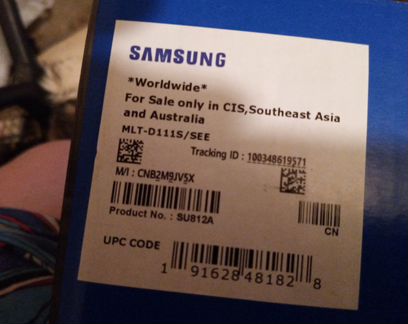 SAMSUNG
*Worldwide*
For Sale only in CIS,Southeast Asia
and Australia
MLT-D111S/SEE
Tracking ID : 100348619571
M/I : CNB2M9JV5X
Product No. : SU812A
CN
UPC CODE
1 91628 48182 8